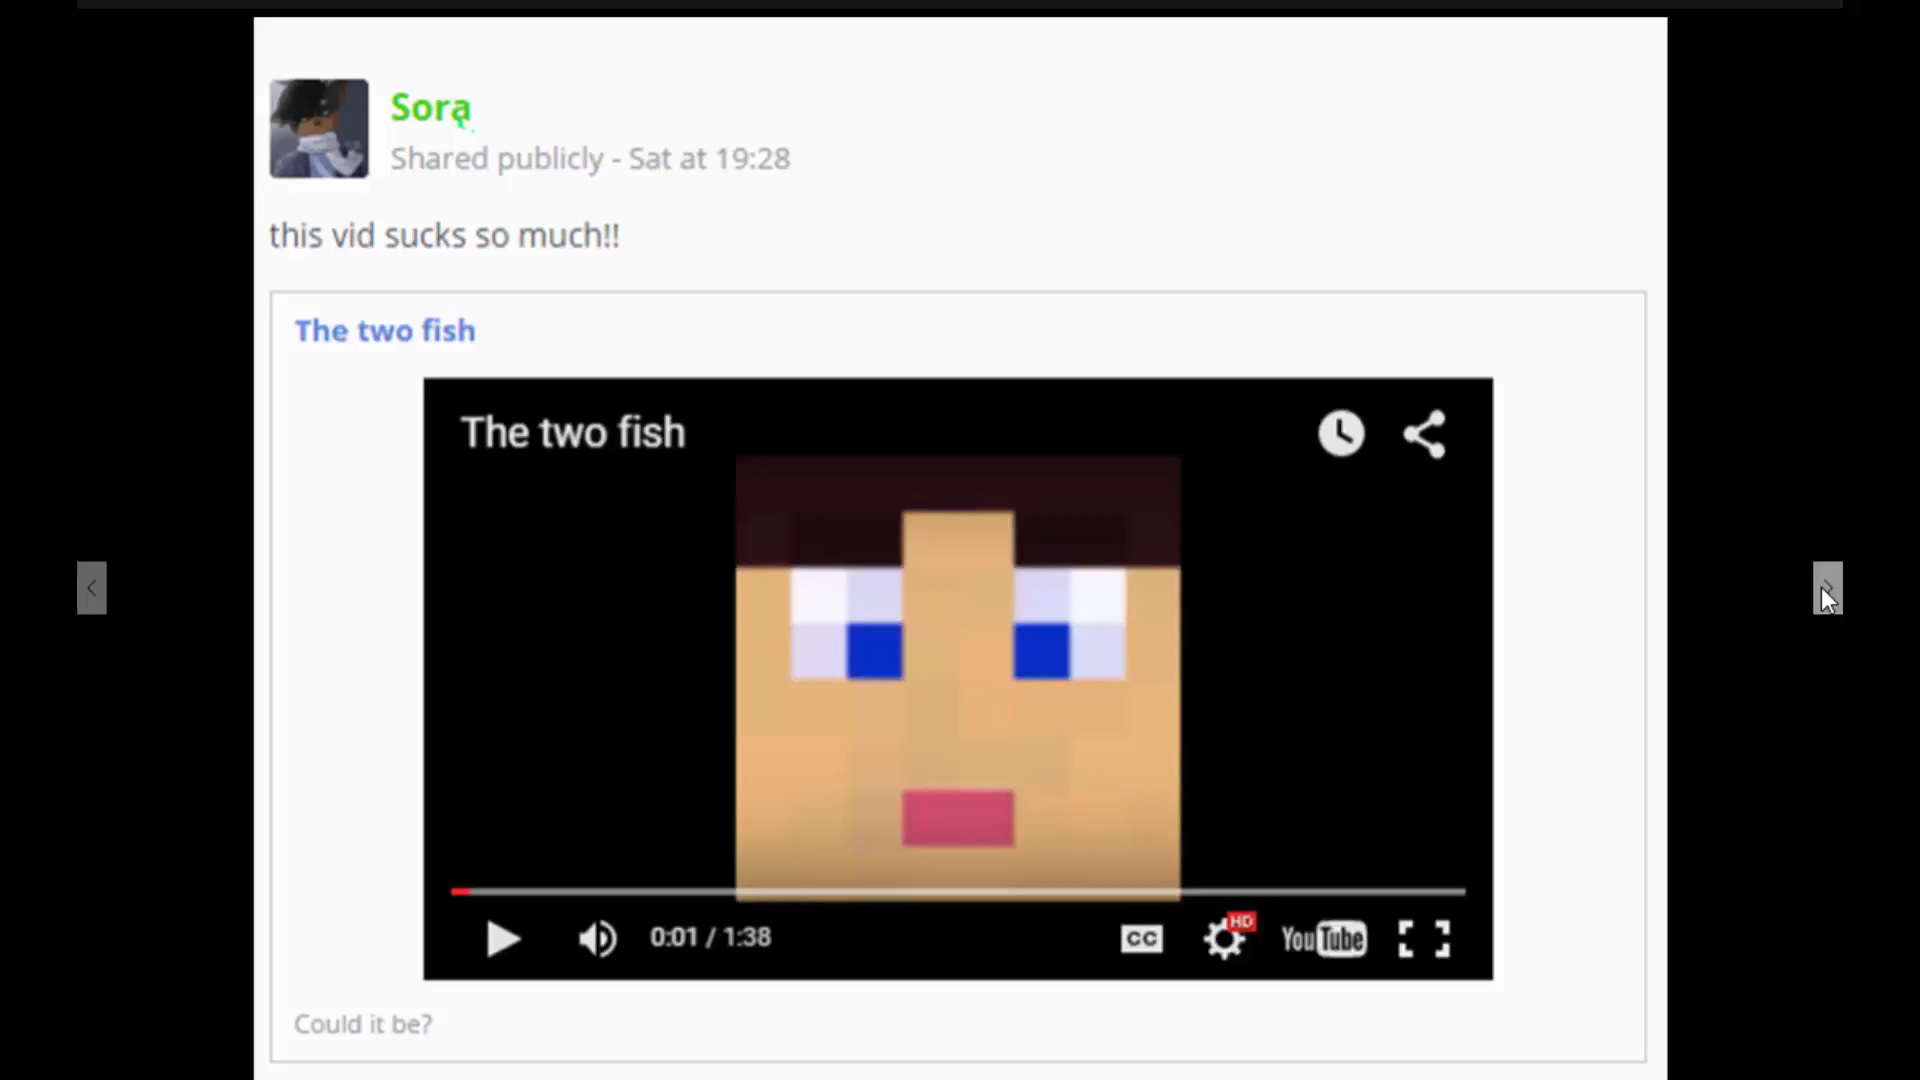 Sorą
Shared publicly - Sat at 19:28
this vid sucks so much!!
The two fish
The two fish
0:01 / 1:38
CC
HD
YouTube
Could it be?